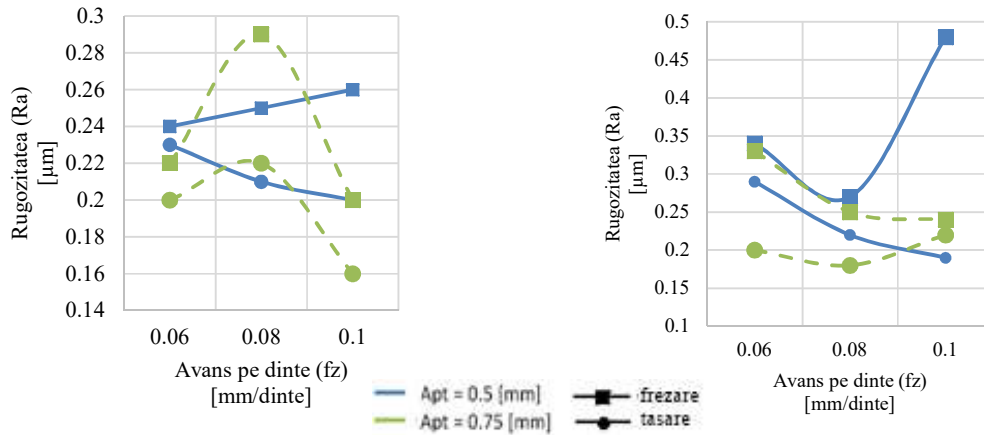 0.3
0.28
0.26
0.24
0.22
0.2
0.18
0.16
0.14
Rugozitatea (Ra)
[µm]
0.06 0.08 0.1
Avans pe dinte (fz)
[mm/dinte]
0.5
0.45
0.4
0.35
0.3
0.25
0.2
0.15
0.1
Rugozitatea (Ra)
[µm]
0.06 0.08 0.1
Avans pe dinte (fz)
[mm/dinte]
Apt = 0.5 [mm] frezare
Apt = 0.75 [mm] tasare